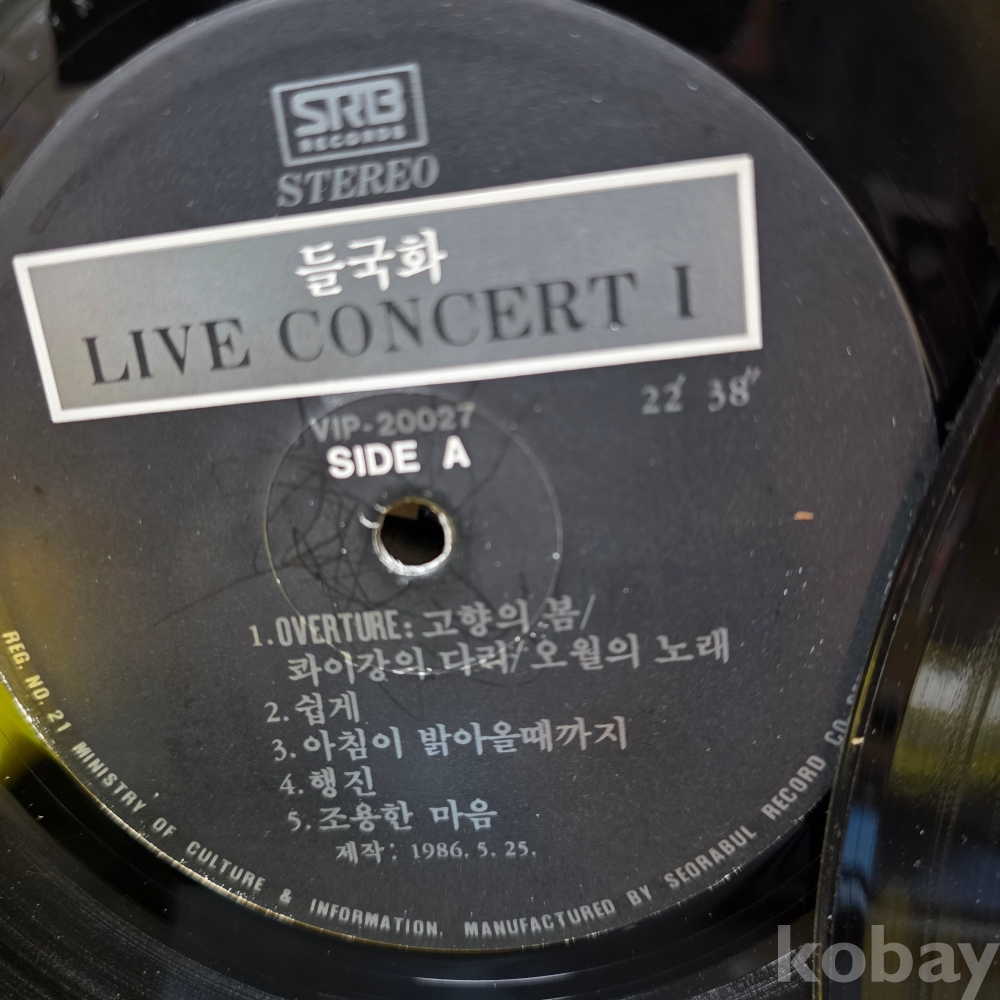 SRB
RECORDS
STEREO
들국화
LIVE CONCERT I
22' 38"
VIP-20027
SIDE A
1.OVERTURE: 고향의 봄/
콰이강의 다리/오월의 노래
2.쉽게
3.아침이 밝아올때까지
4.행진
5.조용한 마음
제작: 1986. 5. 25.
REG. NO. 21 MINISTRY OF CULTURE & INFORMATION. MANUFACTURED BY SEORABUL RECORD CO.
kobay